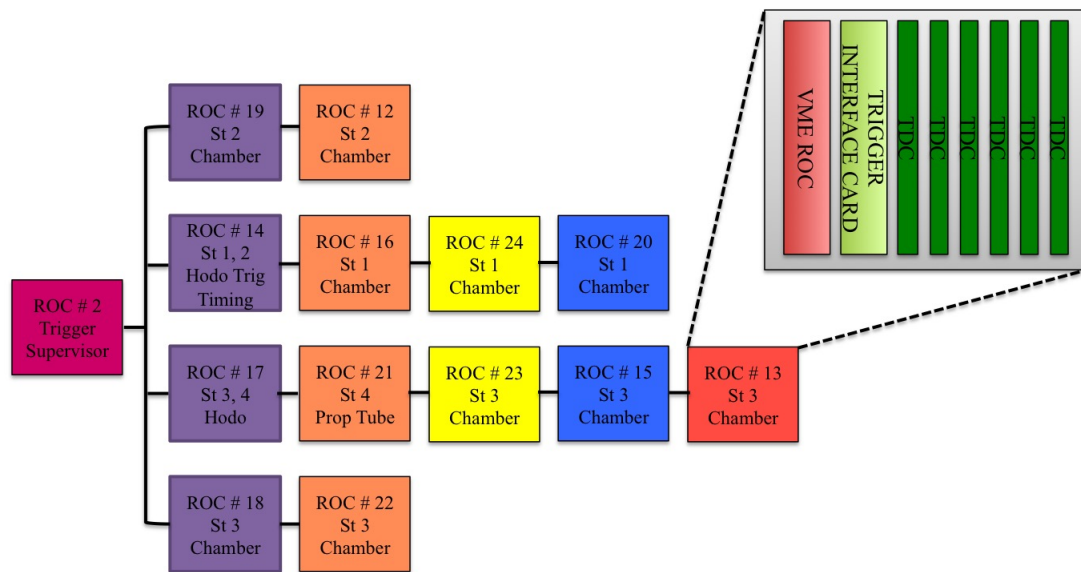 VME ROC
TRIGGER
INTERFACE CARD
TDC
TDC
TDC
TDC
TDC
TDC
ROC # 19
St 2
Chamber
ROC # 12
St 2
Chamber
ROC # 14
St 1, 2
Hodo Trig
Timing
ROC # 16
St 1
Chamber
ROC # 24
St 1
Chamber
ROC # 20
St 1
Chamber
ROC # 2
Trigger
Supervisor
ROC # 17
St 3, 4
Hodo
ROC # 21
St 4
Prop Tube
ROC # 23
St 3
Chamber
ROC # 15
St 3
Chamber
ROC # 13
St 3
Chamber
ROC # 18
St 3
Chamber
ROC # 22
St 3
Chamber